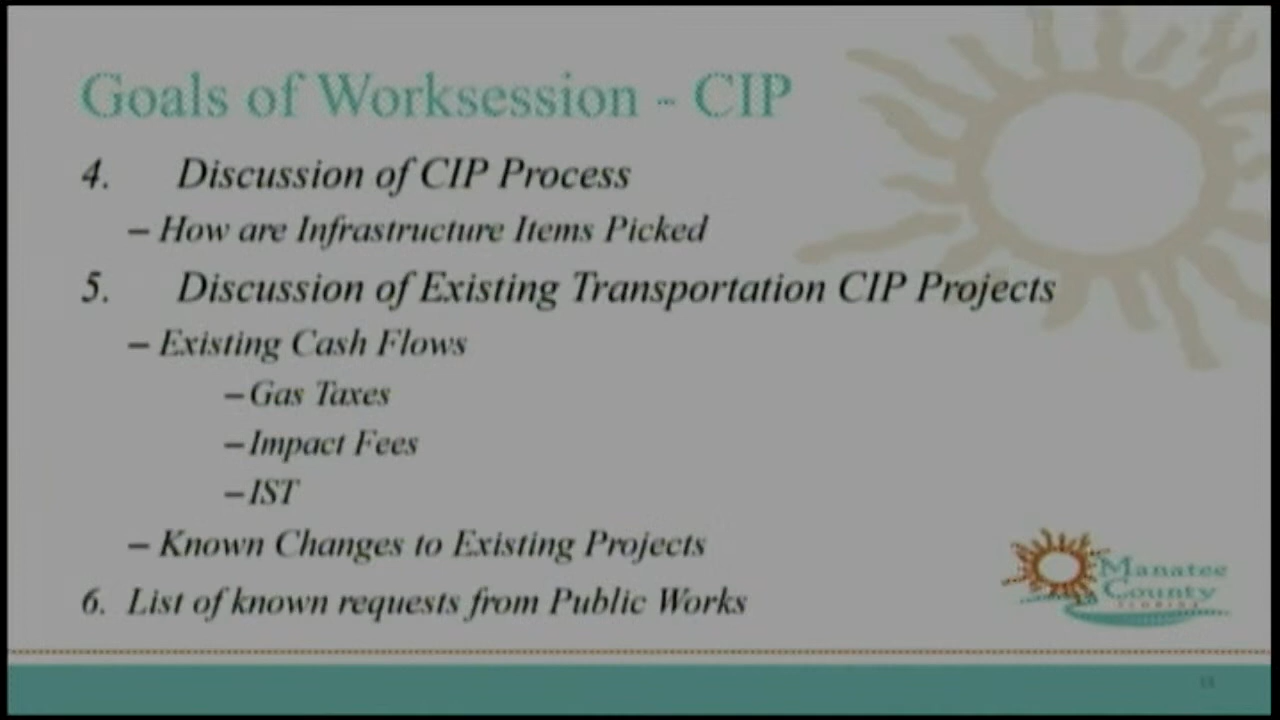 Goals of Worksession - CIP
4. Discussion of CIP Process
– How are Infrastructure Items Picked
5. Discussion of Existing Transportation CIP Projects
– Existing Cash Flows
– Gas Taxes
– Impact Fees
– IST
– Known Changes to Existing Projects
6. List of known requests from Public Works
Manatee
County
FLORIDA